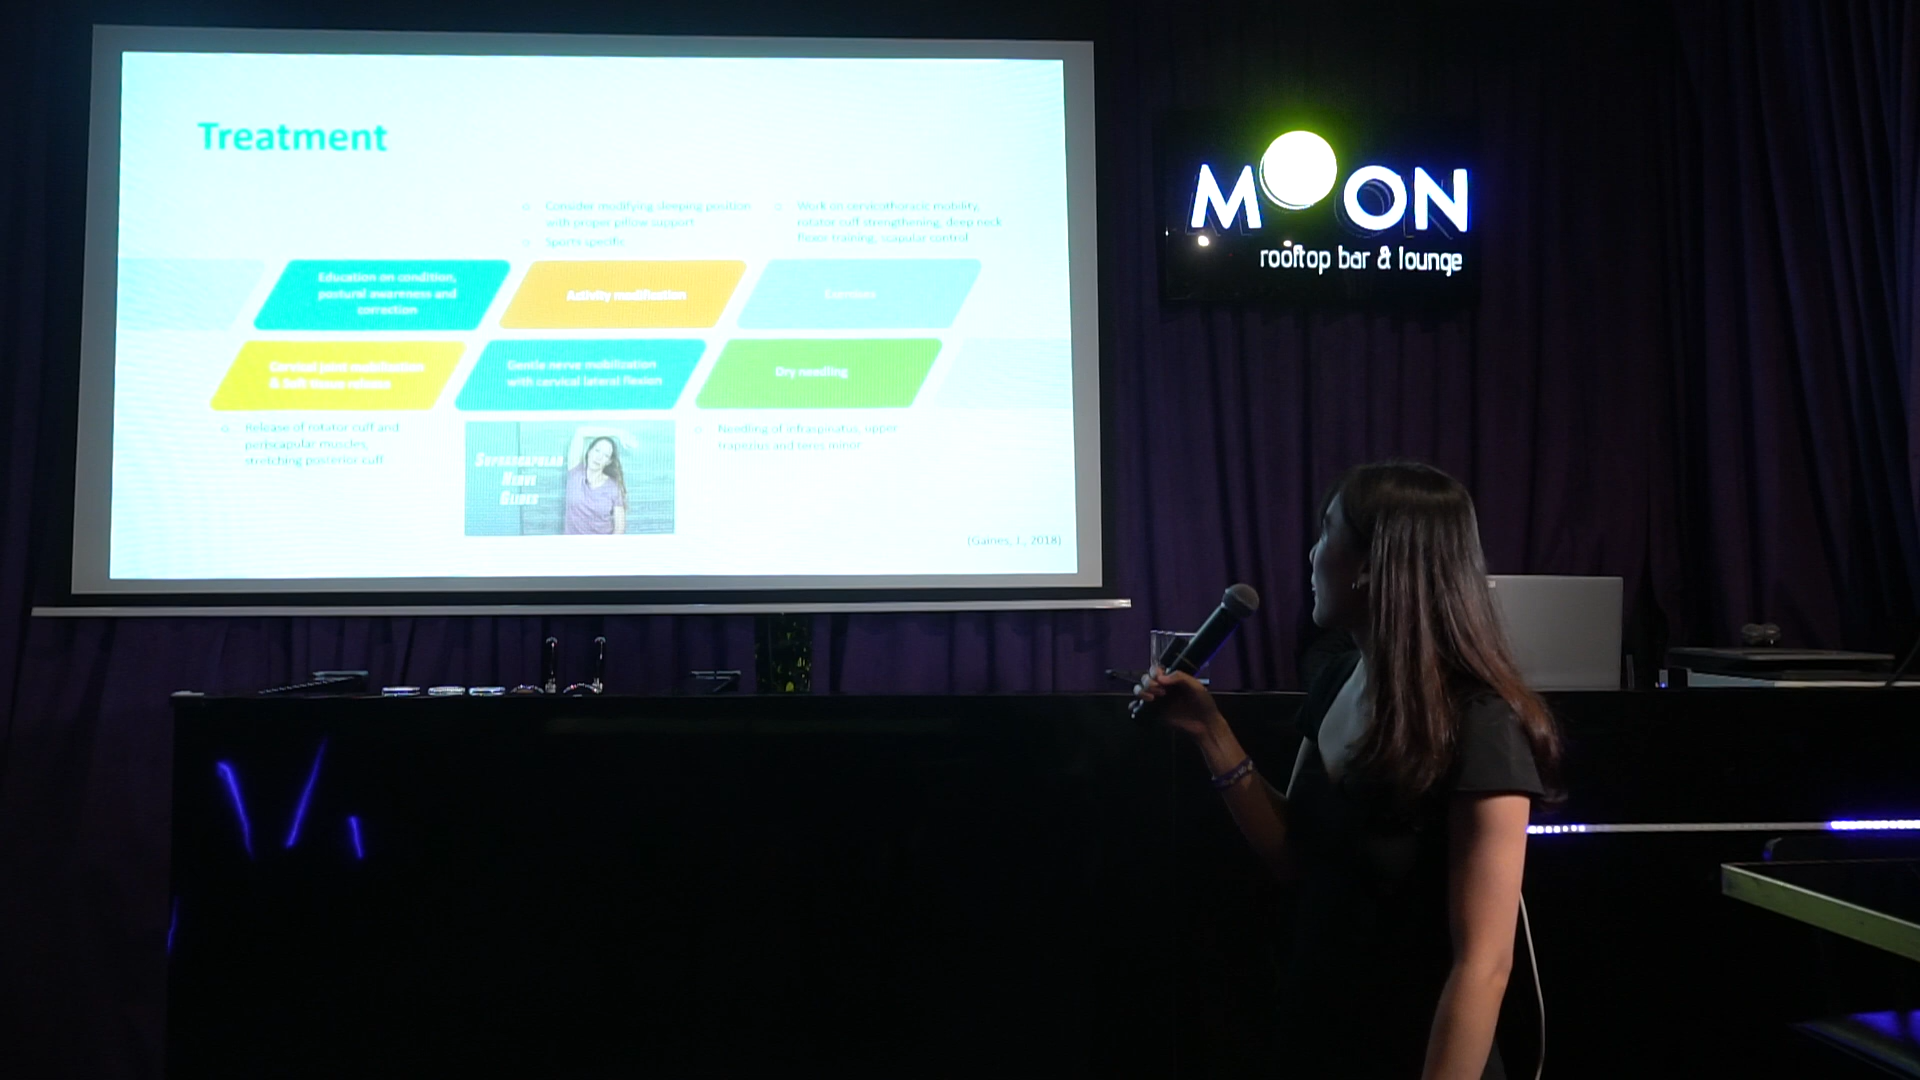 Treatment
Consider modifying sleeping position
with proper pillow support
Sports specific
Work on cervicothoracic mobility,
rotator cuff strengthening, deep neck
flexor training, scapular control
Education on condition,
postural awareness and
correction
Activity modification
Exercises
Cervical joint mobilization
& Soft tissue release
Gentle nerve mobilization
with cervical lateral flexion
Dry needling
Release of rotator cuff and
periscapular muscles,
stretching posterior cuff
Suprascapular
Nerve
Glides
Needling of infraspinatus, upper
trapezius and teres minor
(Games, J., 2018)
MOON
rooftop bar & lounge